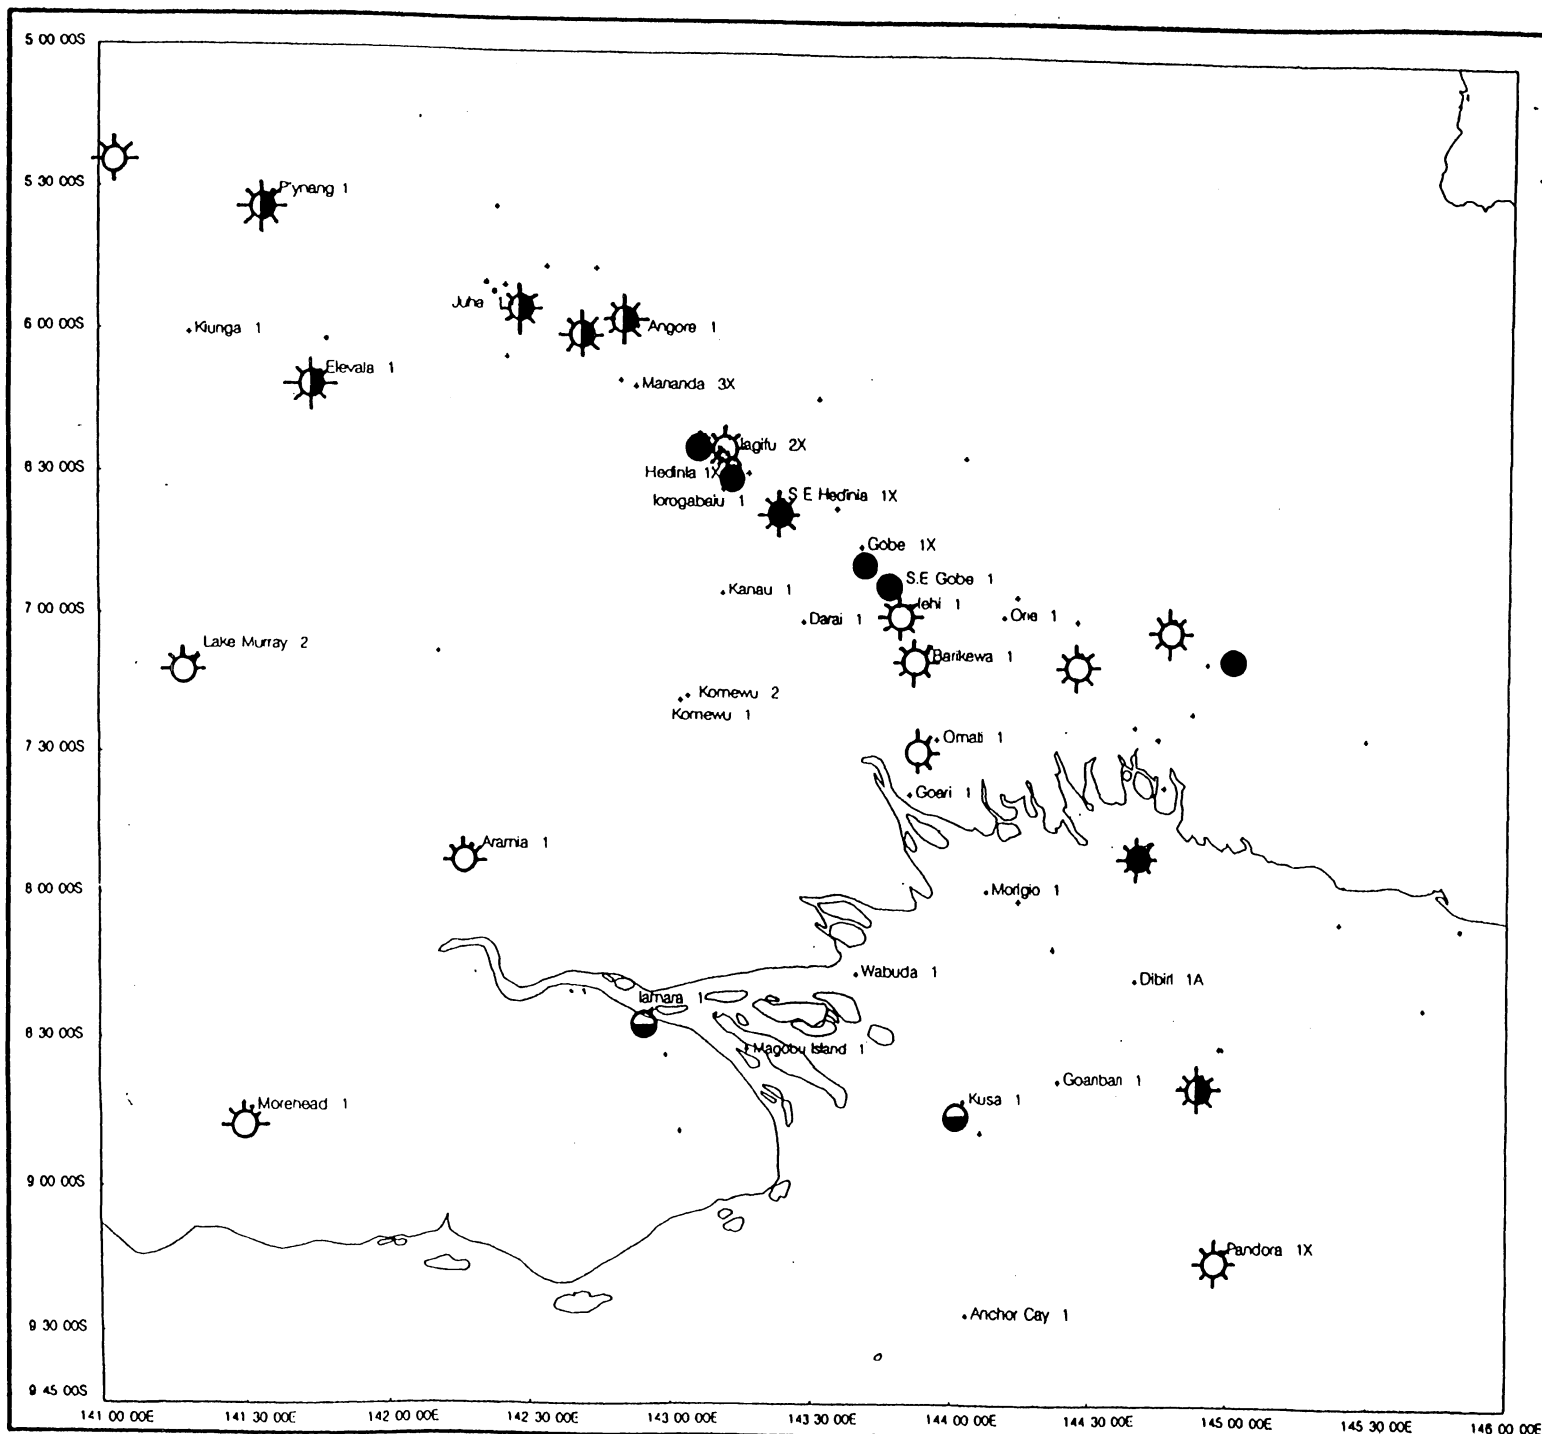 5 00 00S
P'ynang 1
5 30 00S
Juha 1
Angore 1
6 00 00S
Kiunga 1
Elevala 1
Mananda 3X
Iagifu 2X
6 30 00S
Hedinia 1X
Iorogabaiu 1
S E Hedinia 1X
Gobe 1X
S.E Gobe 1
Kanau 1
Iehi 1
7 00 00S
Darai 1
Orie 1
Lake Murray 2
Barikewa 1
Komewu 2
Komewu 1
7 30 00S
Omati 1
Goari 1
Aramia 1
8 00 00S
Morigio 1
Wabuda 1
Dibiri 1A
Iamara 1
8 30 00S
Magobu Island 1
Goanbari 1
Morehead 1
Kusa 1
9 00 00S
Pandora 1X
Anchor Cay 1
9 30 00S
9 45 00S
141 00 00E 141 30 00E 142 00 00E 142 30 00E 143 00 00E 143 30 00E 144 00 00E 144 30 00E 145 00 00E 145 30 00E 146 00 00E